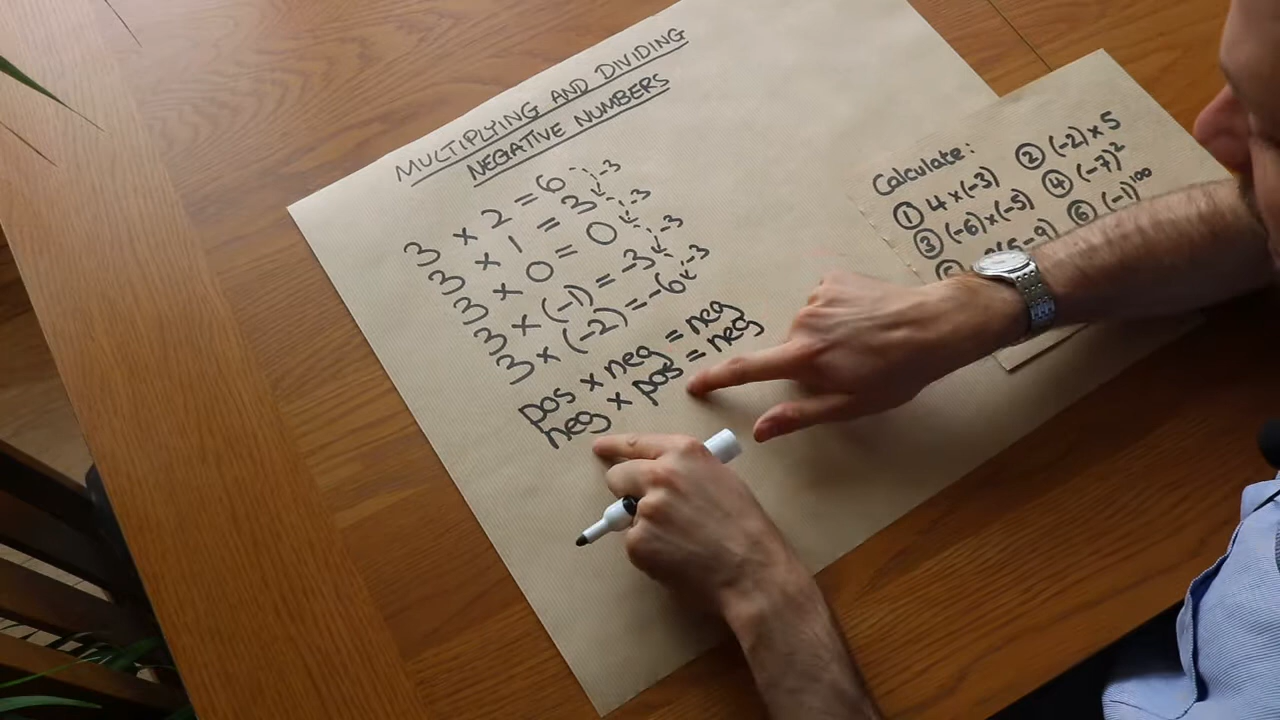 MULTIPLYING AND DIVIDING
NEGATIVE NUMBERS
3 × 2 = 6
-3
3 × 1 = 3
-3
3 × 0 = 0
-3
3 × (-1) = -3
-3
3 × (-2) = -6
pos × neg = neg
neg × pos = neg
Calculate:
① 4 × (-3) ② (-2) × 5
③ (-6) × (-5) ④ (-7)²
(5-9) ⑥ (-1)¹⁰⁰